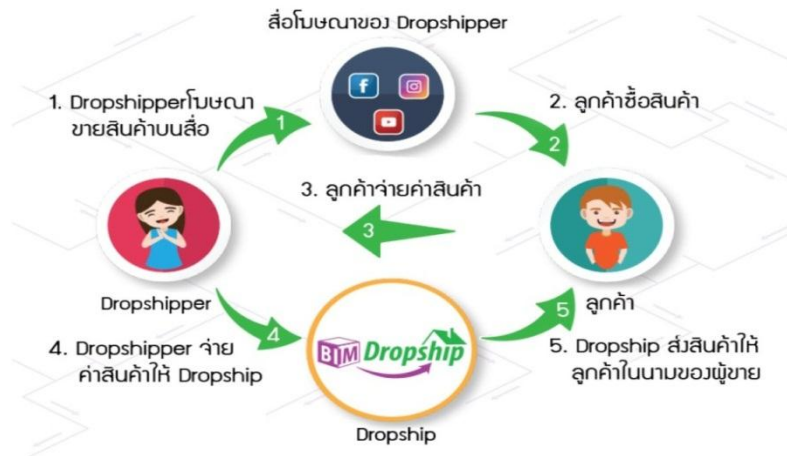 สื่อโฆษณาของ Dropshipper
1. Dropshipperโฆษณา
ขายสินค้าบนสื่อ
1
2. ลูกค้าซื้อสินค้า
2
3. ลูกค้าจ่ายค่าสินค้า
3
Dropshipper
ลูกค้า
4. Dropshipper จ่าย
ค่าสินค้าให้ Dropship
4
BIM Dropship
5
5. Dropship ส่งสินค้าให้
ลูกค้าในนามของผู้ขาย
Dropship